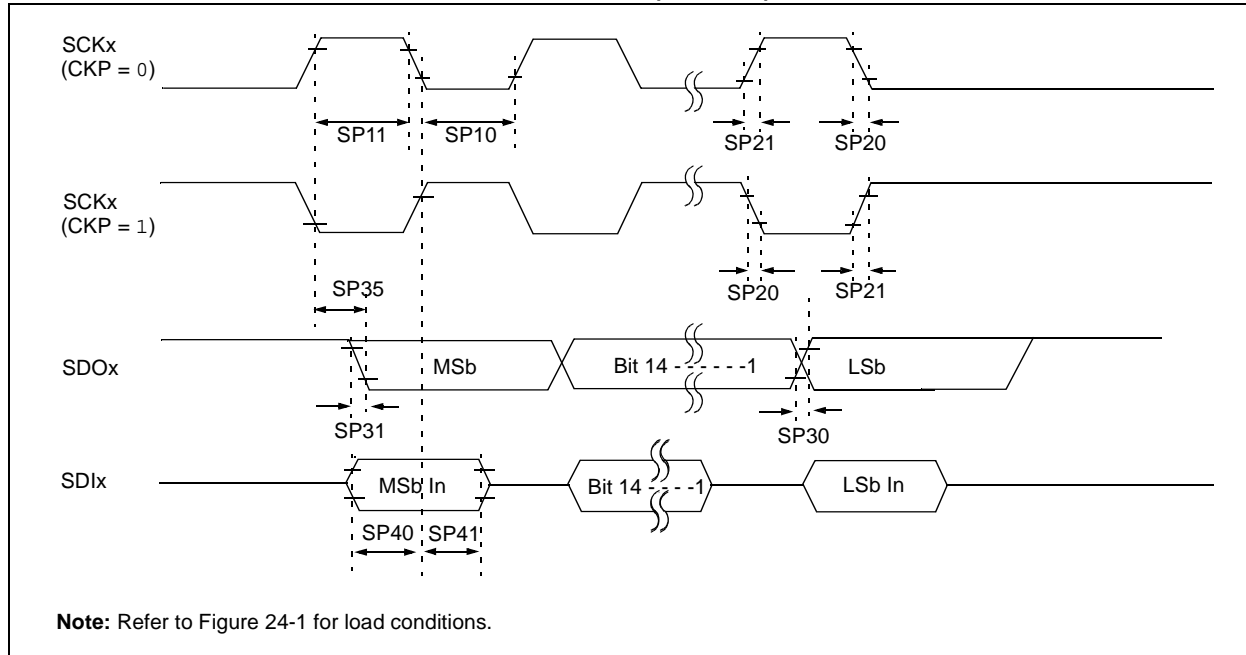 SCKx
(CKP = 0)
SP11
SP10
SP21
SP20
SCKx
(CKP = 1)
SP35
SP20
SP21
SDOx
MSb
Bit 14 - - - - - -1
LSb
SP31
SP30
SDIx
MSb In
Bit 14 - - - -1
LSb In
SP40
SP41
Note: Refer to Figure 24-1 for load conditions.